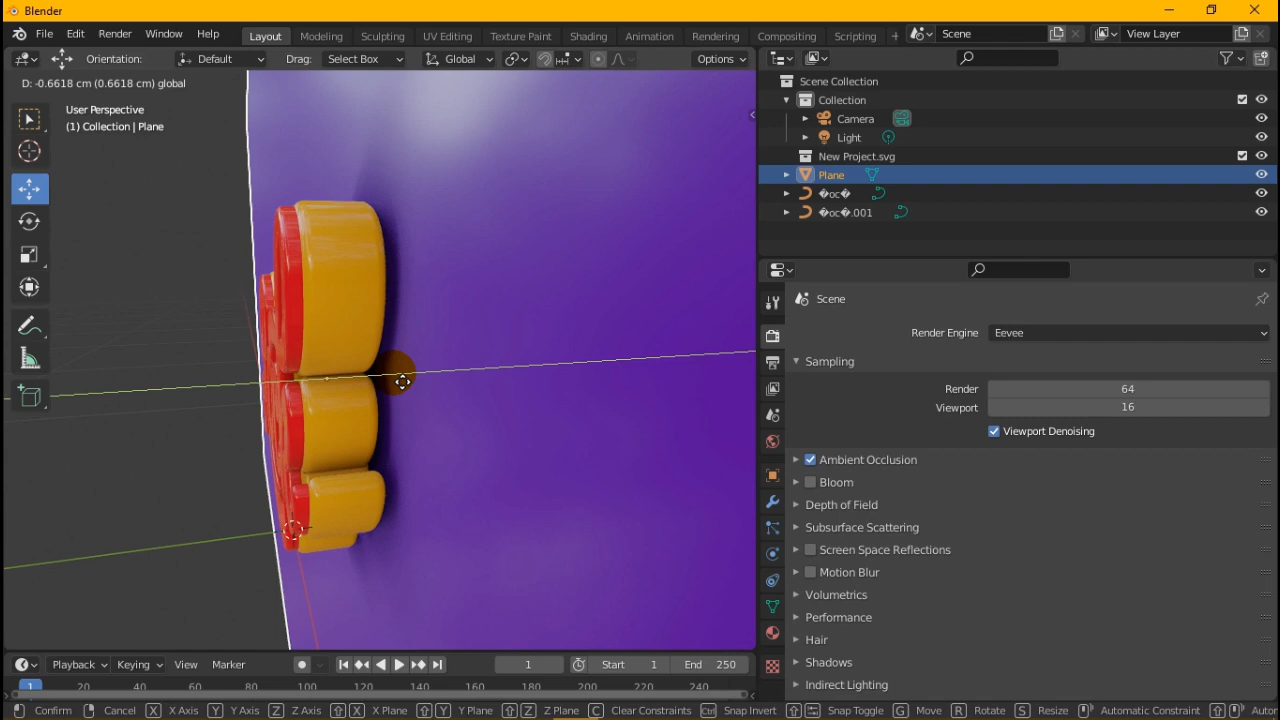 Blender
File Edit Render Window Help Layout Modeling Sculpting UV Editing Texture Paint Shading Animation Rendering Compositing Scripting + Scene View Layer
Orientation: Default Drag: Select Box Global Options
D: -0.6618 cm (0.6618 cm) global
User Perspective
(1) Collection | Plane
Scene Collection
Collection
Camera
Light
New Project.svg
Plane
�oc�
�oc�.001
Scene
Render Engine Eevee
Sampling
Render 64
Viewport 16
Viewport Denoising
Ambient Occlusion
Bloom
Depth of Field
Subsurface Scattering
Screen Space Reflections
Motion Blur
Volumetrics
Performance
Hair
Shadows
Indirect Lighting
Playback Keying View Marker 1 Start 1 End 250
1 20 40 60 80 100 120 140 160 180 200 220 240
Confirm Cancel X X Axis Y Y Axis Z Z Axis X X Plane Y Y Plane Z Z Plane C Clear Constraints Ctrl Snap Invert Snap Toggle G Move R Rotate S Resize Automatic Constraint Autor